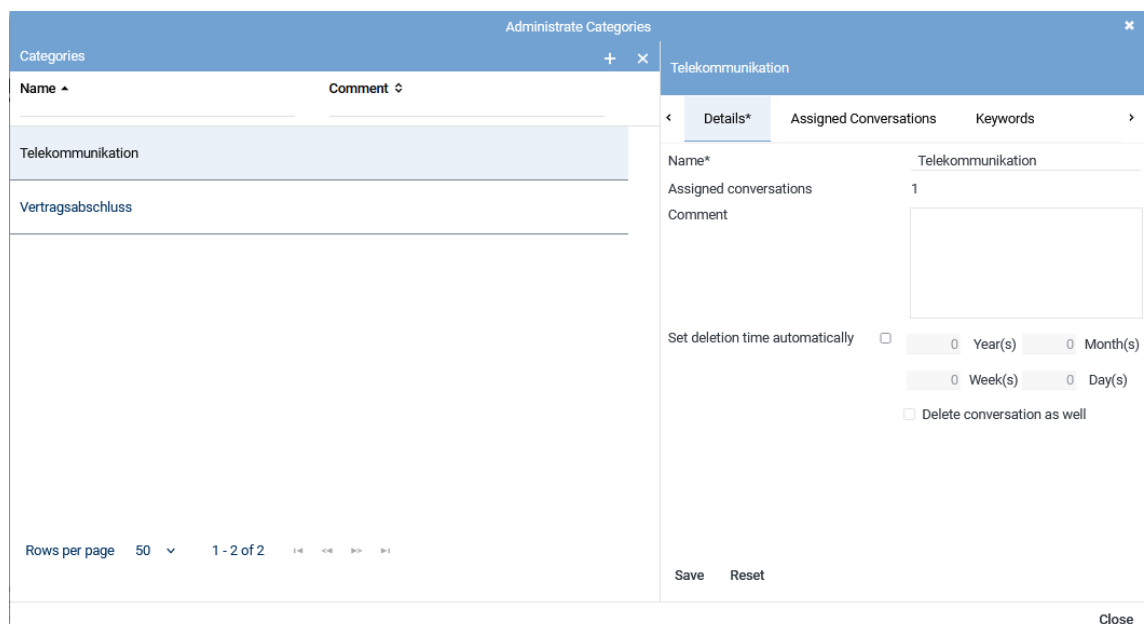 Administrate Categories
Categories
Name
Comment
Telekommunikation
Vertragsabschluss
Rows per page 50 1 - 2 of 2
Telekommunikation
Details* Assigned Conversations Keywords
Name* Telekommunikation
Assigned conversations 1
Comment
Set deletion time automatically 0 Year(s) 0 Month(s)
0 Week(s) 0 Day(s)
Delete conversation as well
Save Reset
Close